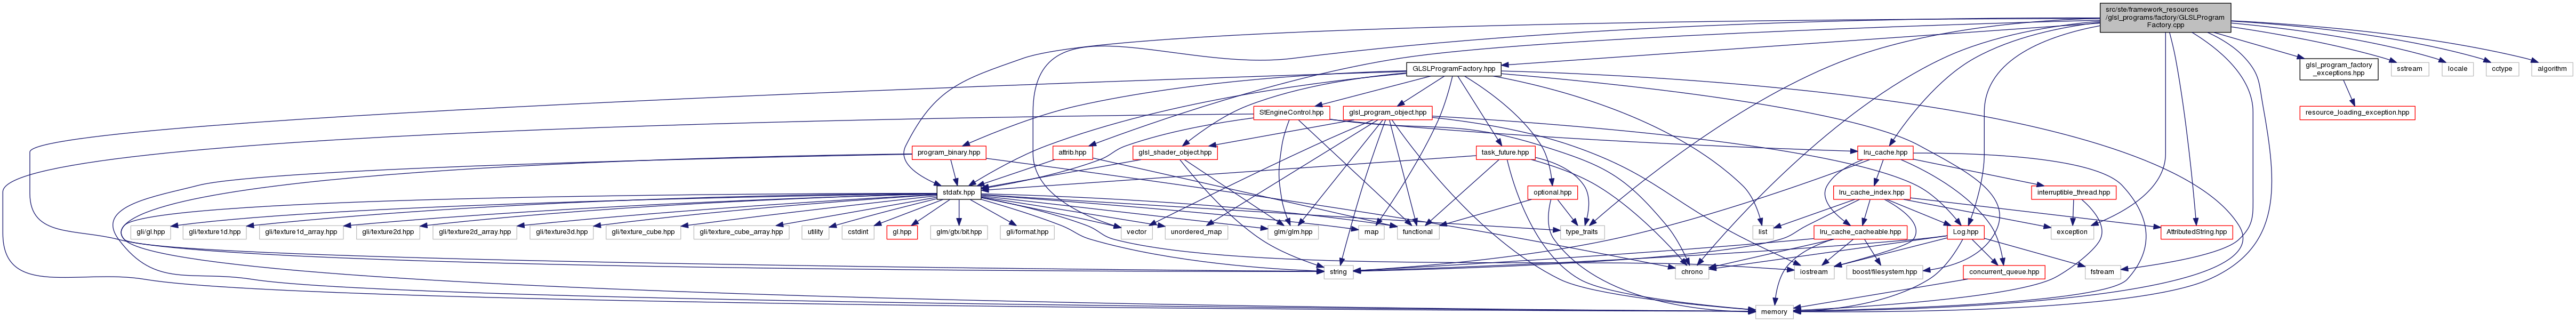 src/ste/framework_resources
/glsl_programs/factory/GLSLProgram
Factory.cpp
GLSLProgramFactory.hpp
glsl_program_factory
_exceptions.hpp
sstream
locale
cctype
algorithm
StEngineControl.hpp
glsl_program_object.hpp
resource_loading_exception.hpp
program_binary.hpp
attrib.hpp
glsl_shader_object.hpp
task_future.hpp
lru_cache.hpp
stdafx.hpp
optional.hpp
lru_cache_index.hpp
interruptible_thread.hpp
gli/gl.hpp
gli/texture1d.hpp
gli/texture1d_array.hpp
gli/texture2d.hpp
gli/texture2d_array.hpp
gli/texture3d.hpp
gli/texture_cube.hpp
gli/texture_cube_array.hpp
utility
cstdint
gl.hpp
glm/gtx/bit.hpp
gli/format.hpp
vector
unordered_map
glm/glm.hpp
map
functional
type_traits
list
lru_cache_cacheable.hpp
Log.hpp
exception
AttributedString.hpp
string
chrono
iostream
boost/filesystem.hpp
concurrent_queue.hpp
fstream
memory